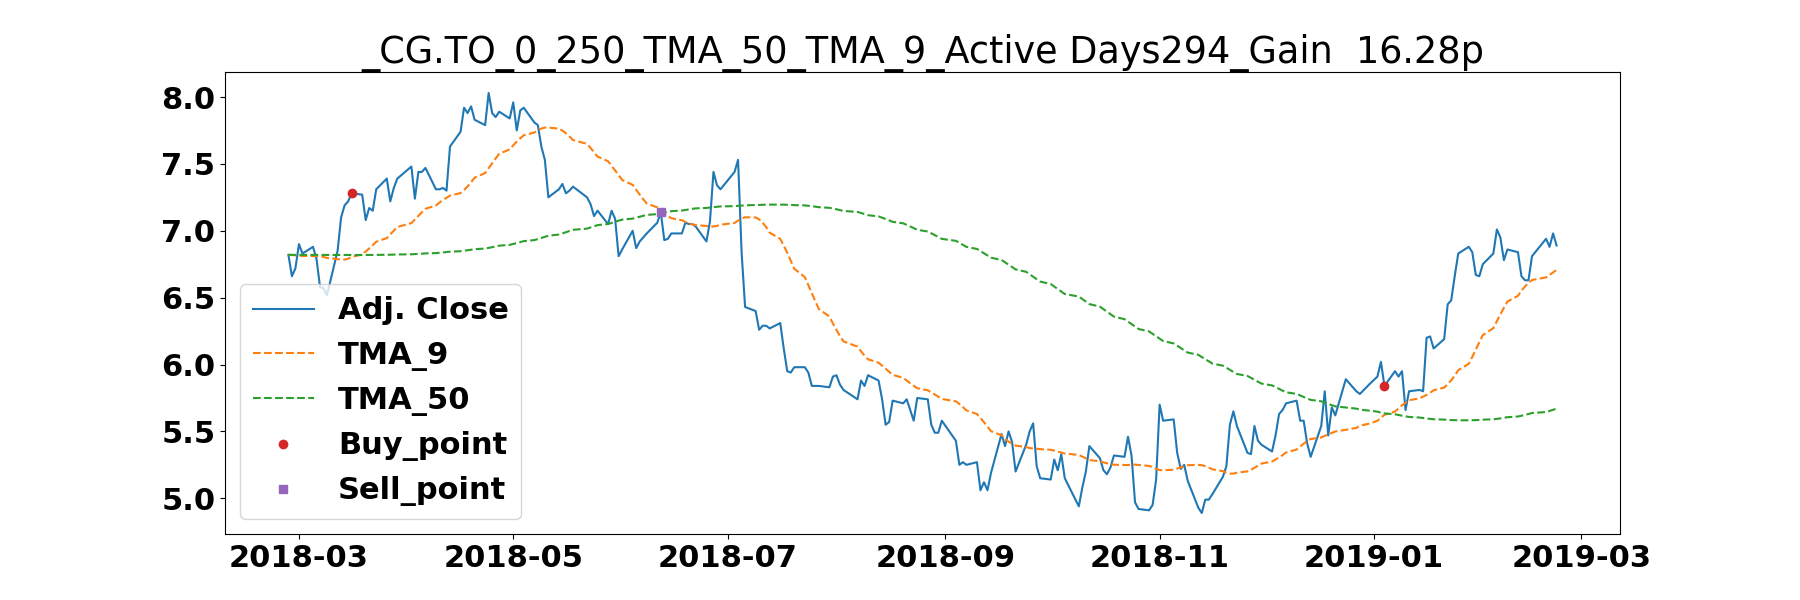 _CG.TO_0_250_TMA_50_TMA_9_Active Days294_Gain  16.28p
8.0
7.5
7.0
6.5
6.0
5.5
5.0
Adj. Close
TMA_9
TMA_50
Buy_point
Sell_point
2018-03 2018-05 2018-07 2018-09 2018-11 2019-01 2019-03